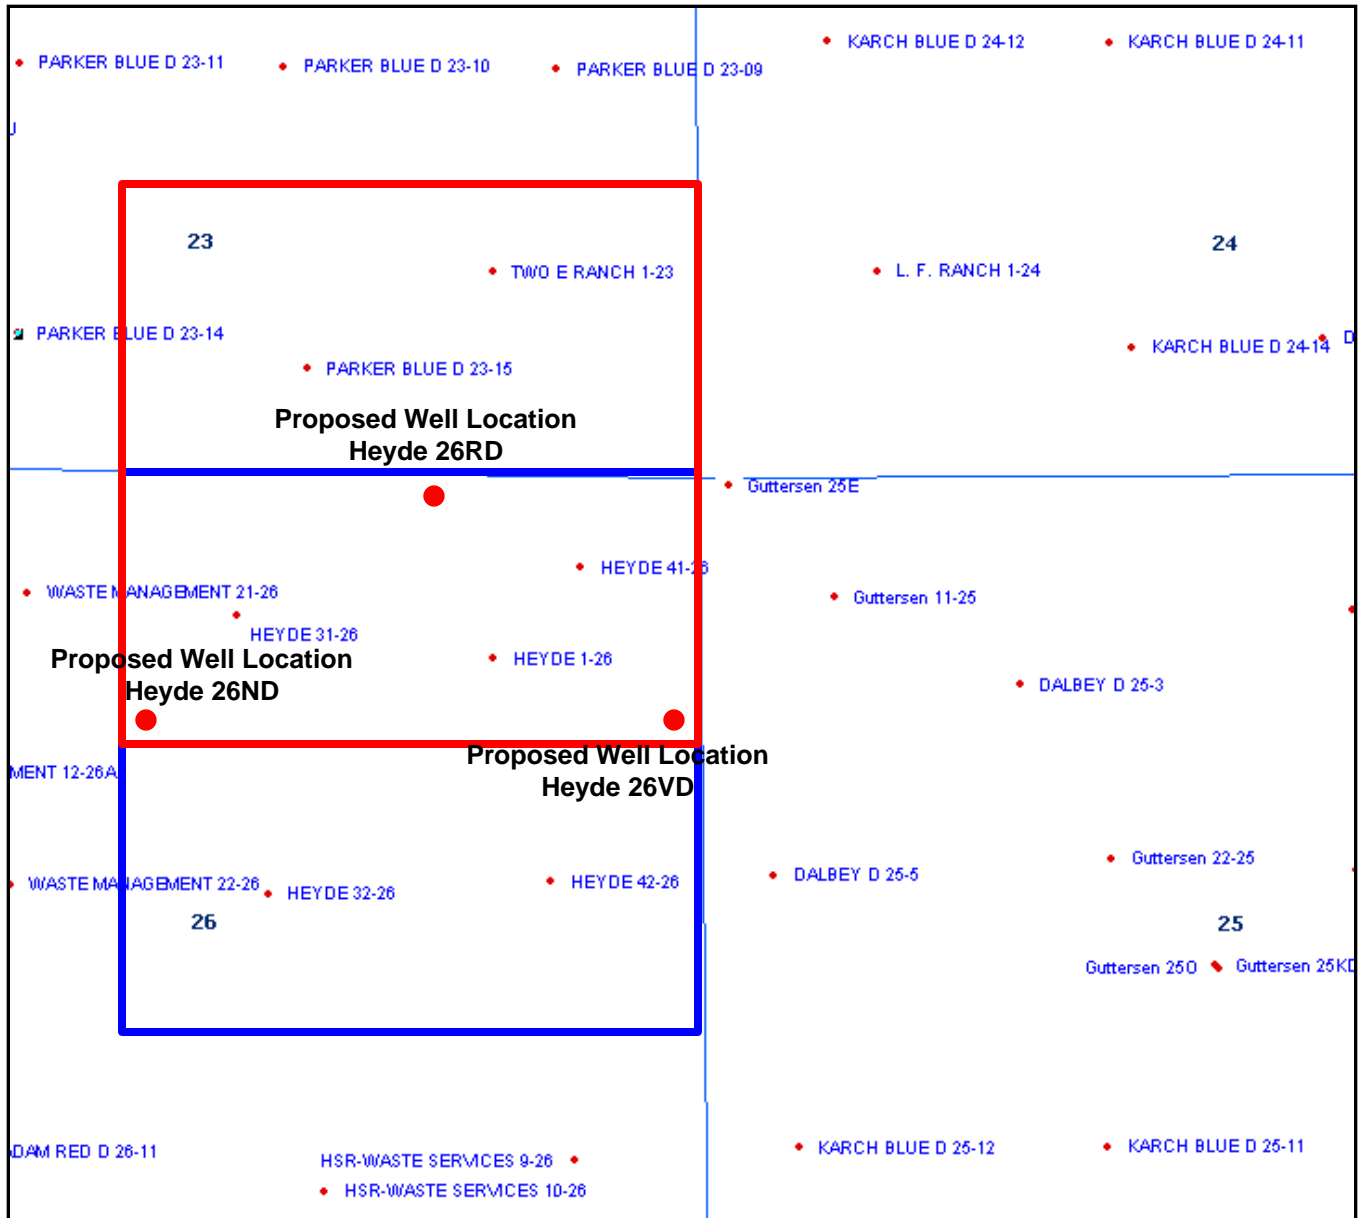 KARCH BLUE D 24-12
KARCH BLUE D 24-11
PARKER BLUE D 23-11
PARKER BLUE D 23-10
PARKER BLUE D 23-09
J
23
24
TWO E RANCH 1-23
L. F. RANCH 1-24
PARKER BLUE D 23-14
KARCH BLUE D 24-14
D
PARKER BLUE D 23-15
Proposed Well Location
Heyde 26RD
Guttersen 25E
HEYDE 41-26
WASTE MANAGEMENT 21-26
Guttersen 11-25
HEYDE 31-26
Proposed Well Location
Heyde 26ND
HEYDE 1-26
DALBEY D 25-3
Proposed Well Location
Heyde 26VD
MENT 12-26A
Guttersen 22-25
WASTE MANAGEMENT 22-26
HEYDE 32-26
HEYDE 42-26
DALBEY D 25-5
26
25
Guttersen 25O
Guttersen 25KD
DAM RED D 26-11
HSR-WASTE SERVICES 9-26
KARCH BLUE D 25-12
KARCH BLUE D 25-11
HSR-WASTE SERVICES 10-26